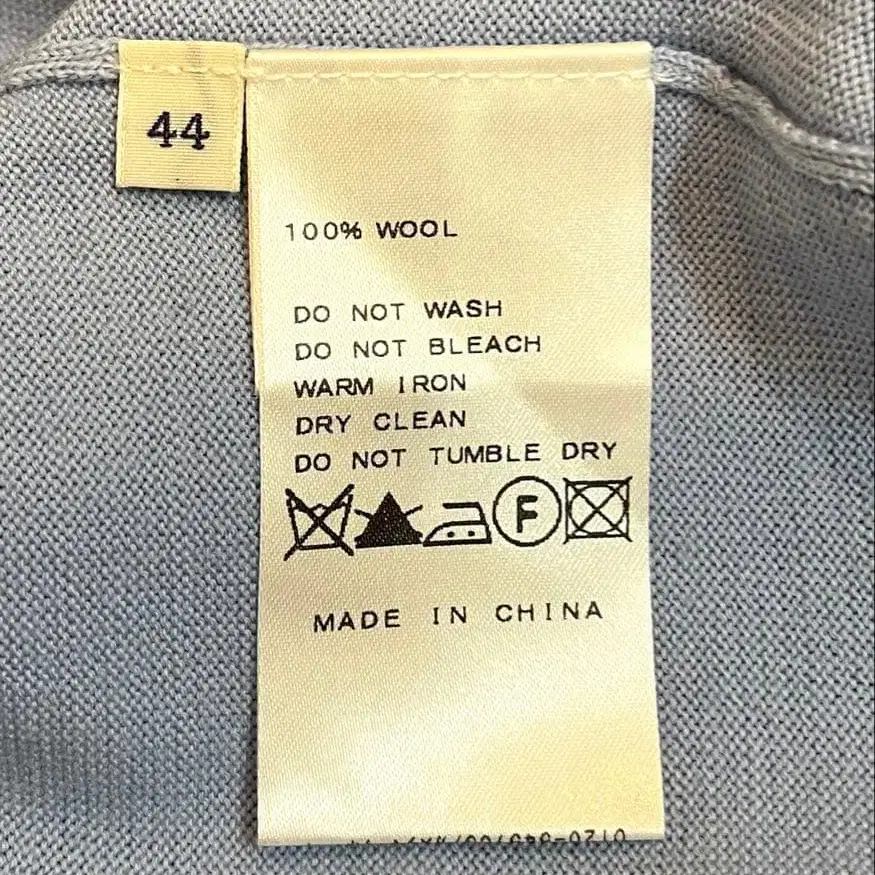 44
100% WOOL
DO NOT WASH
DO NOT BLEACH
WARM IRON
DRY CLEAN
DO NOT TUMBLE DRY
F
MADE IN CHINA